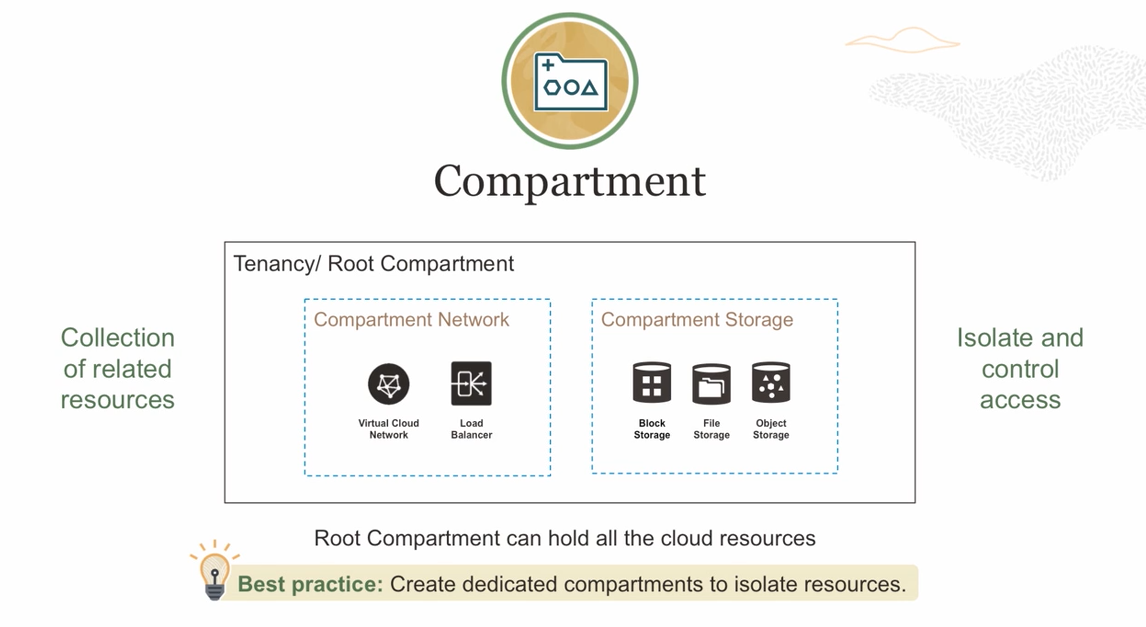 Compartment
Tenancy/ Root Compartment
Collection
of related
resources
Compartment Network
Virtual Cloud
Network
Load
Balancer
Compartment Storage
Block
Storage
File
Storage
Object
Storage
Isolate and
control
access
Root Compartment can hold all the cloud resources
Best practice: Create dedicated compartments to isolate resources.